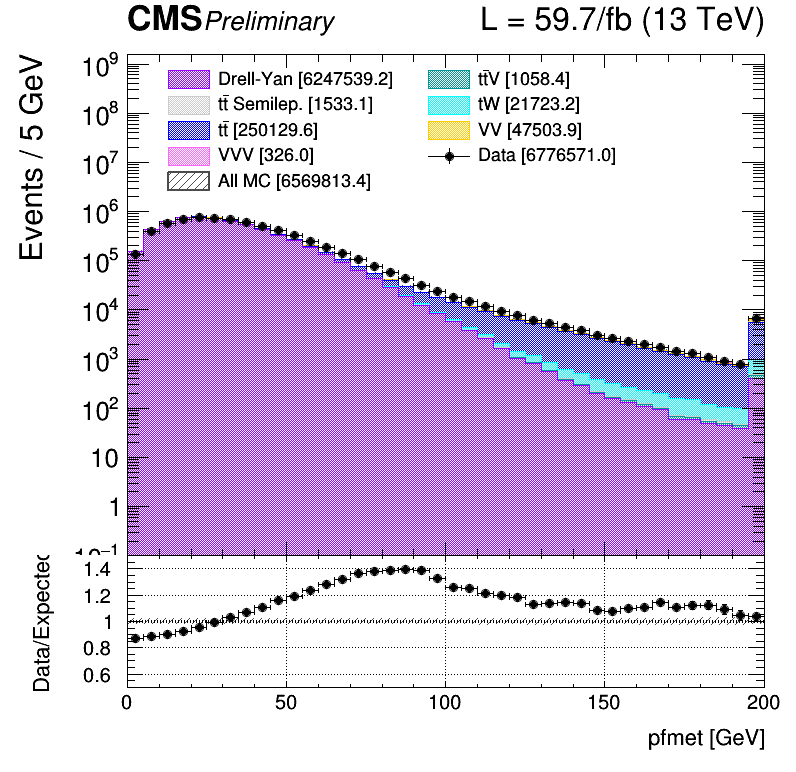 CMS Preliminary L = 59.7/fb (13 TeV)
Events / 5 GeV
10⁹
10⁸
10⁷
10⁶
10⁵
10⁴
10³
10²
10
1
10⁻¹
Drell-Yan [6247539.2]
tt̄ Semilep. [1533.1]
tt̄ [250129.6]
VVV [326.0]
All MC [6569813.4]
tt̄V [1058.4]
tW [21723.2]
VV [47503.9]
Data [6776571.0]
Data/Expected
1.4
1.2
1
0.8
0.6
0 50 100 150 200
pfmet [GeV]